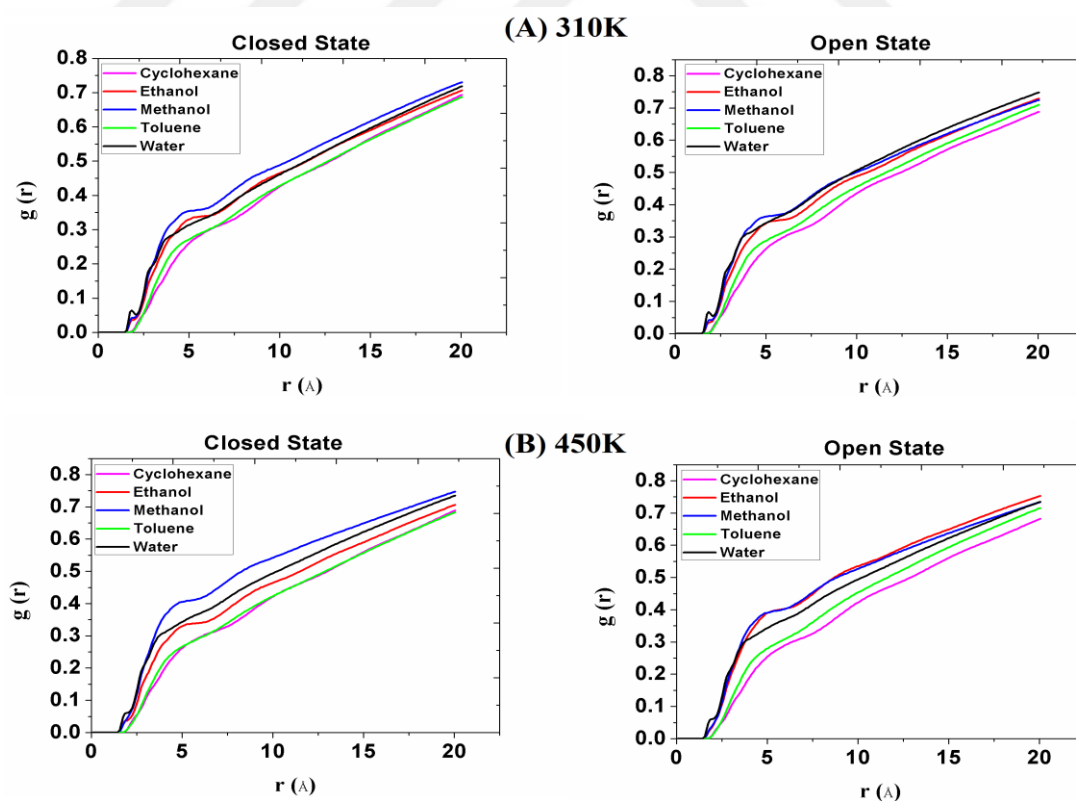 (A) 310K
Closed State
0.8
0.7
0.6
0.5
0.4
0.3
0.2
0.1
0.0
g (r)
Cyclohexane
Ethanol
Methanol
Toluene
Water
0 5 10 15 20
r (Å)
Open State
0.8
0.7
0.6
0.5
0.4
0.3
0.2
0.1
0.0
g (r)
Cyclohexane
Ethanol
Methanol
Toluene
Water
0 5 10 15 20
r (Å)
(B) 450K
Closed State
0.8
0.7
0.6
0.5
0.4
0.3
0.2
0.1
0.0
g (r)
Cyclohexane
Ethanol
Methanol
Toluene
Water
0 5 10 15 20
r (Å)
Open State
0.8
0.7
0.6
0.5
0.4
0.3
0.2
0.1
0.0
g (r)
Cyclohexane
Ethanol
Methanol
Toluene
Water
0 5 10 15 20
r (Å)